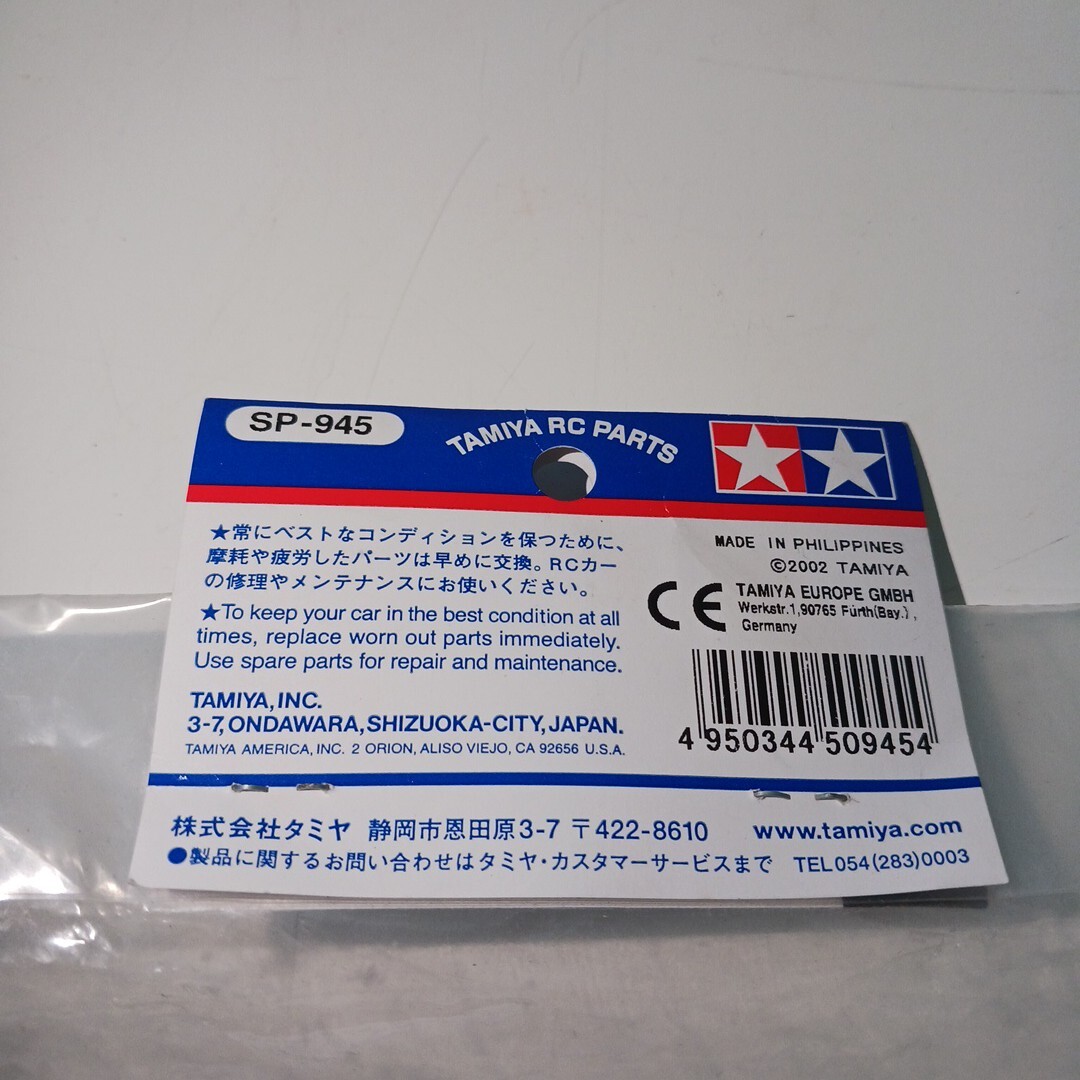 SP-945
TAMIYA RC PARTS
★常にベストなコンディションを保つために、
摩耗や疲労したパーツは早めに交換。RCカー
の修理やメンテナンスにお使いください。
★To keep your car in the best condition at all
times, replace worn out parts immediately.
Use spare parts for repair and maintenance.
TAMIYA, INC.
3-7, ONDAWARA, SHIZUOKA-CITY, JAPAN.
TAMIYA AMERICA, INC. 2 ORION, ALISO VIEJO, CA 92656 U.S.A.
MADE IN PHILIPPINES
©2002 TAMIYA
CE
TAMIYA EUROPE GMBH
Werkstr.1,90765 Fürth(Bay.),
Germany
4 950344 509454
株式会社タミヤ 静岡市恩田原3-7 〒422-8610 www.tamiya.com
●製品に関するお問い合わせはタミヤ・カスタマーサービスまで TEL054(283)0003